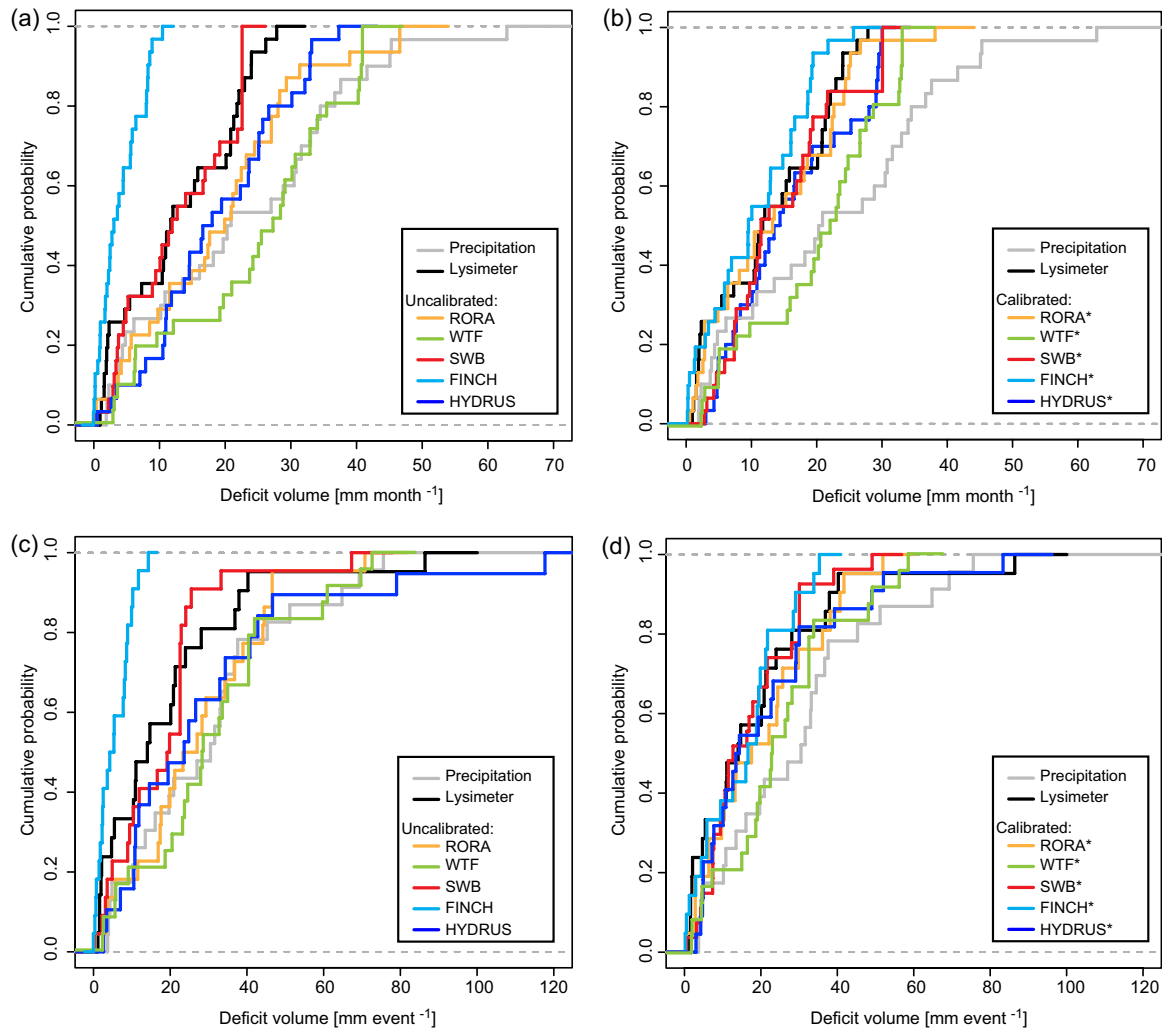 (a)
Cumulative probability
1.0
0.8
0.6
0.4
0.2
0.0
Precipitation
Lysimeter
Uncalibrated:
RORA
WTF
SWB
FINCH
HYDRUS
0 10 20 30 40 50 60 70
Deficit volume [mm month -1]
(b)
Cumulative probability
1.0
0.8
0.6
0.4
0.2
0.0
Precipitation
Lysimeter
Calibrated:
RORA*
WTF*
SWB*
FINCH*
HYDRUS*
0 10 20 30 40 50 60 70
Deficit volume [mm month -1]
(c)
Cumulative probability
1.0
0.8
0.6
0.4
0.2
0.0
Precipitation
Lysimeter
Uncalibrated:
RORA
WTF
SWB
FINCH
HYDRUS
0 20 40 60 80 100 120
Deficit volume [mm event -1]
(d)
Cumulative probability
1.0
0.8
0.6
0.4
0.2
0.0
Precipitation
Lysimeter
Calibrated:
RORA*
WTF*
SWB*
FINCH*
HYDRUS*
0 20 40 60 80 100 120
Deficit volume [mm event -1]